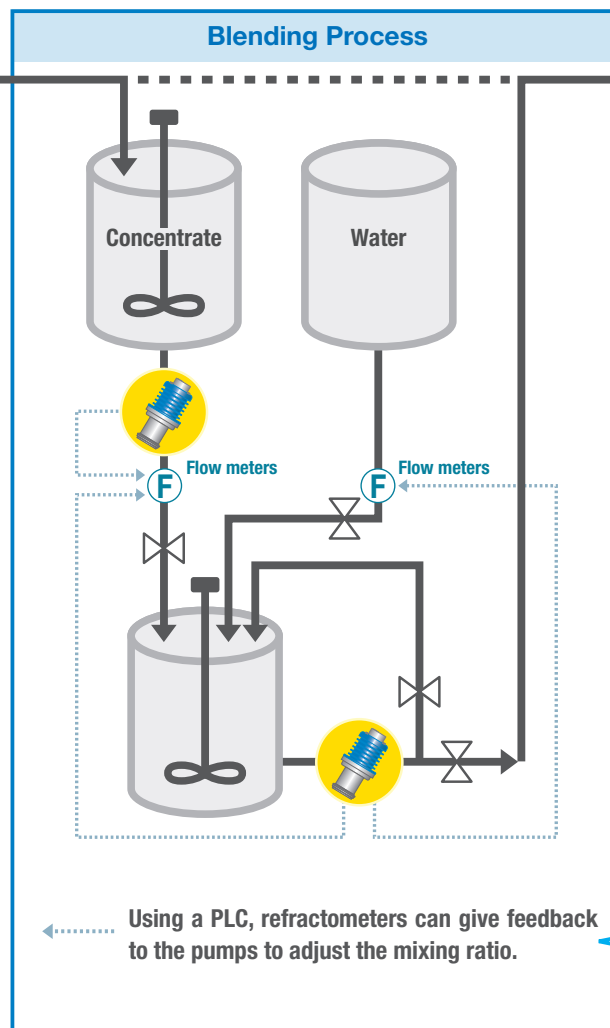 Blending Process
Concentrate
Water
Flow meters
F
Flow meters
F
Using a PLC, refractometers can give feedback
to the pumps to adjust the mixing ratio.